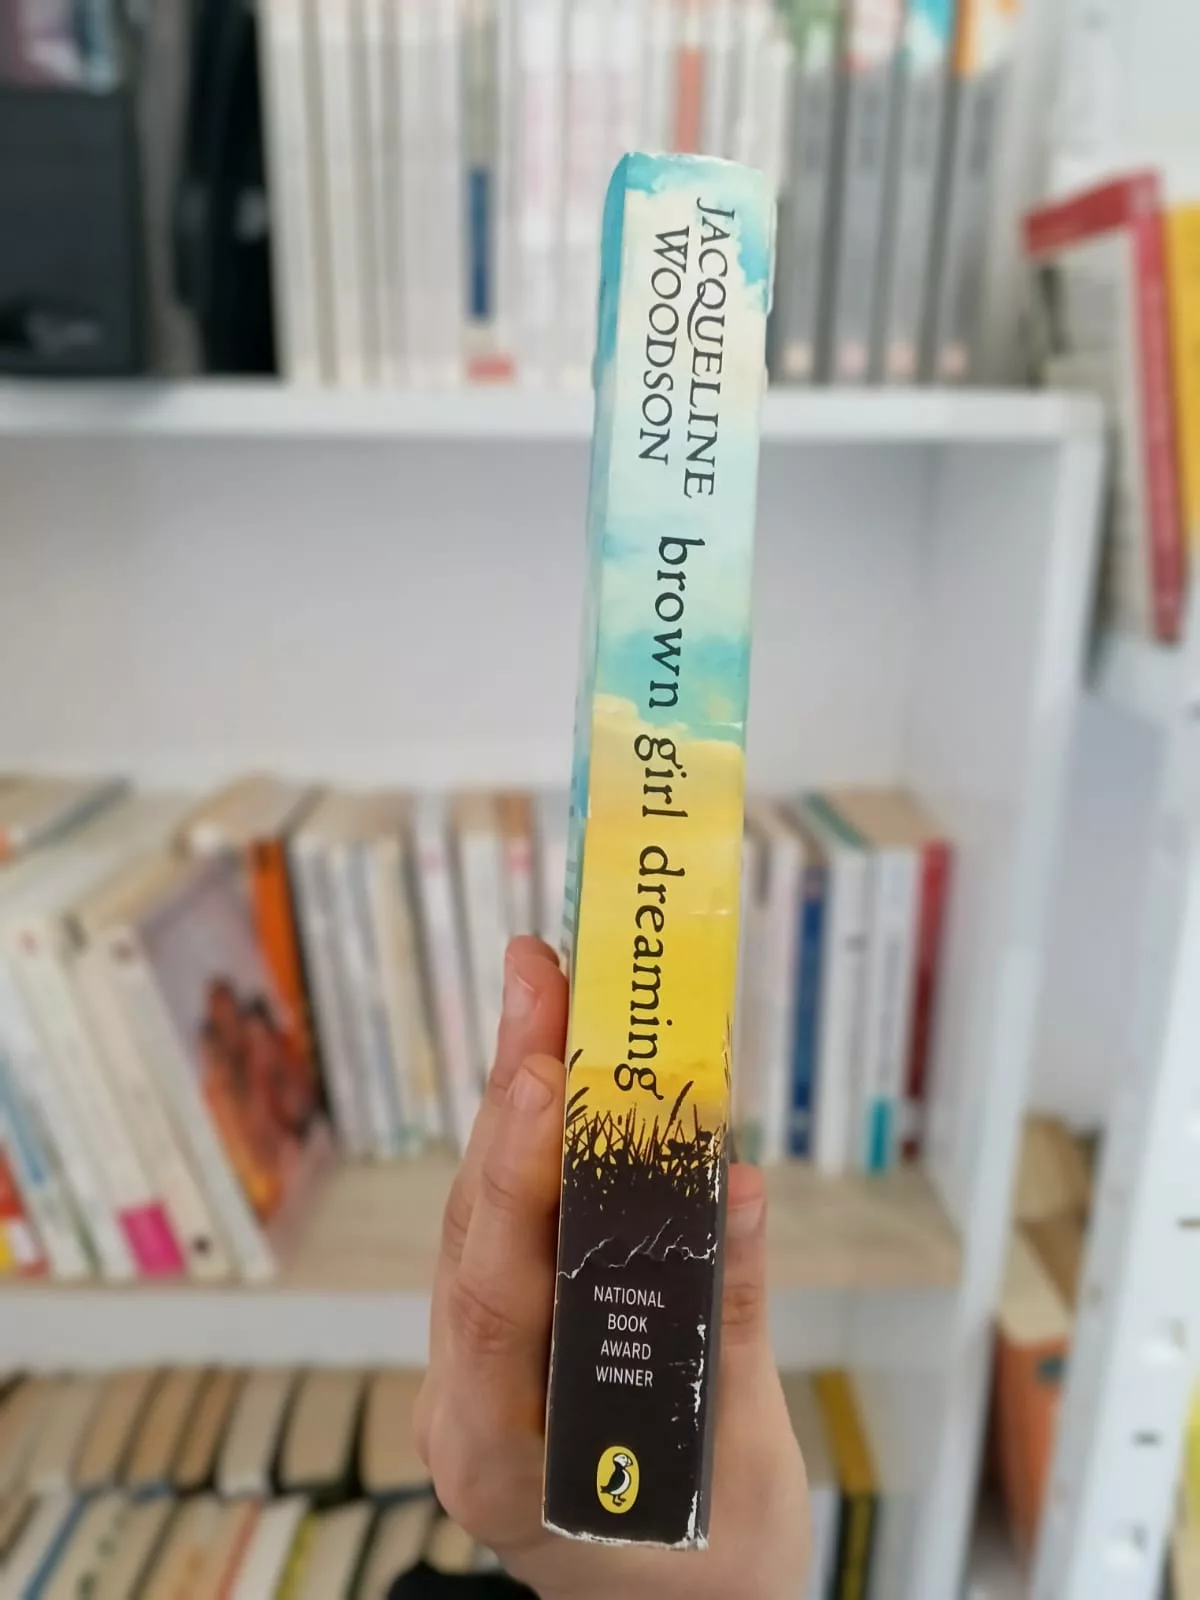 JACQUELINE
WOODSON
brown girl dreaming
NATIONAL
BOOK
AWARD
WINNER